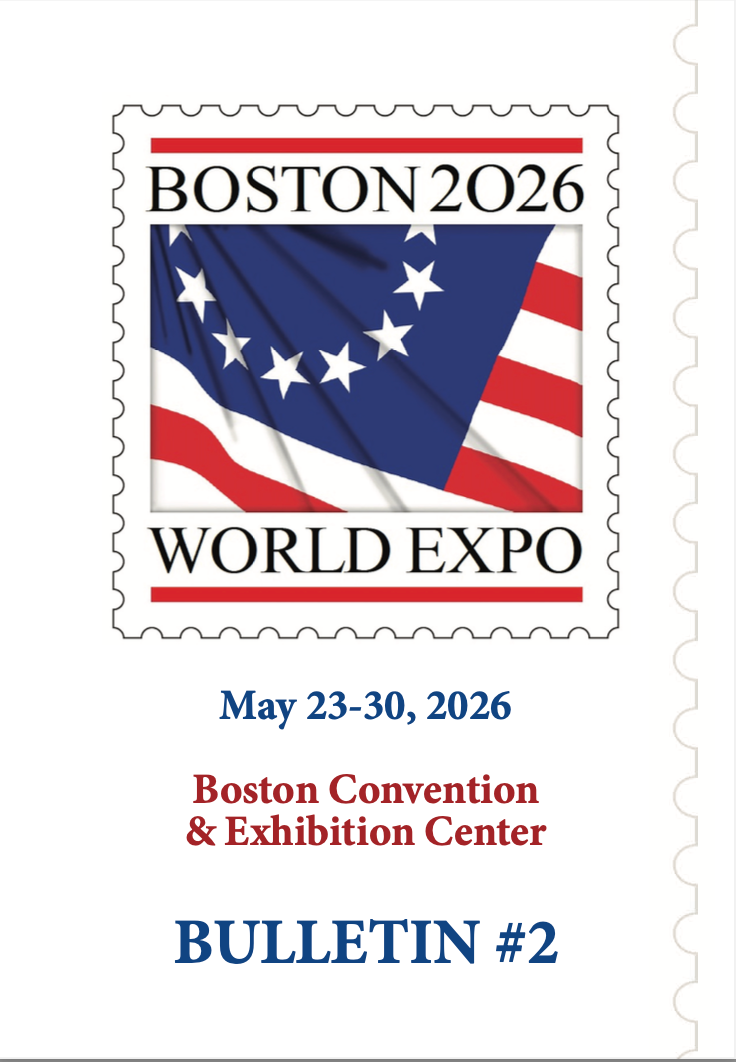 BOSTON 2026
WORLD EXPO
May 23-30, 2026
Boston Convention
& Exhibition Center
BULLETIN #2